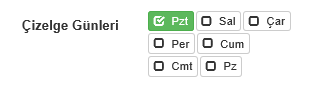 Çizelge Günleri
Pzt Sal Çar
Per Cum
Cmt Pz